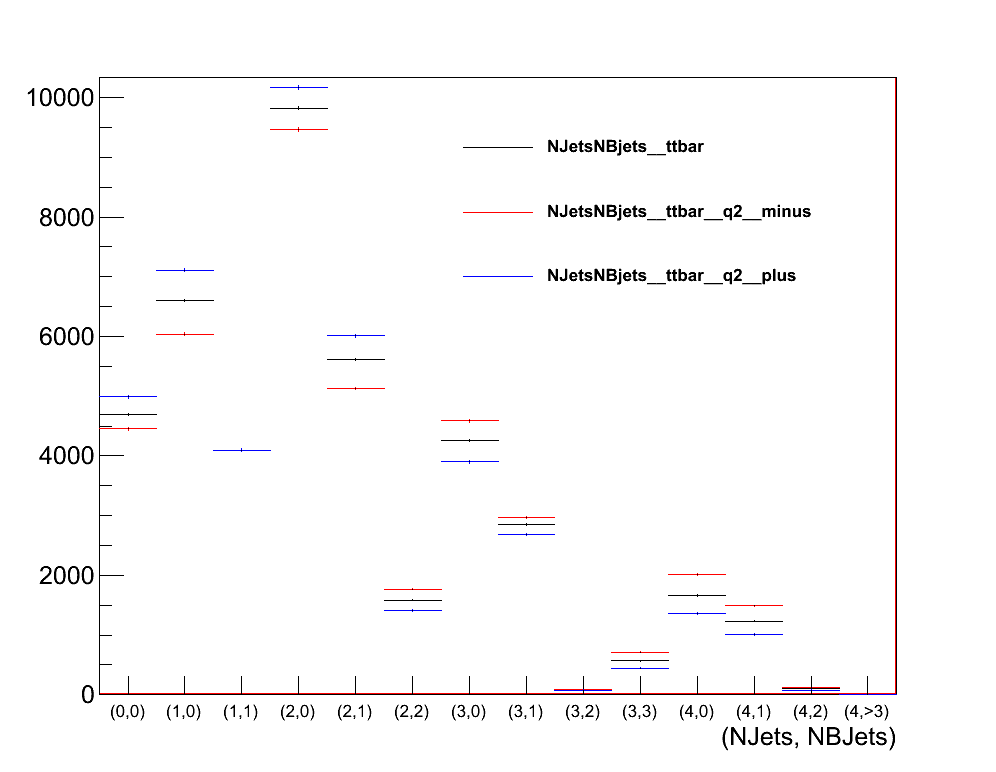 10000
8000
6000
4000
2000
0
NJetsNBjets__ttbar
NJetsNBjets__ttbar__q2__minus
NJetsNBjets__ttbar__q2__plus
(0,0) (1,0) (1,1) (2,0) (2,1) (2,2) (3,0) (3,1) (3,2) (3,3) (4,0) (4,1) (4,2) (4,>3)
(NJets, NBJets)